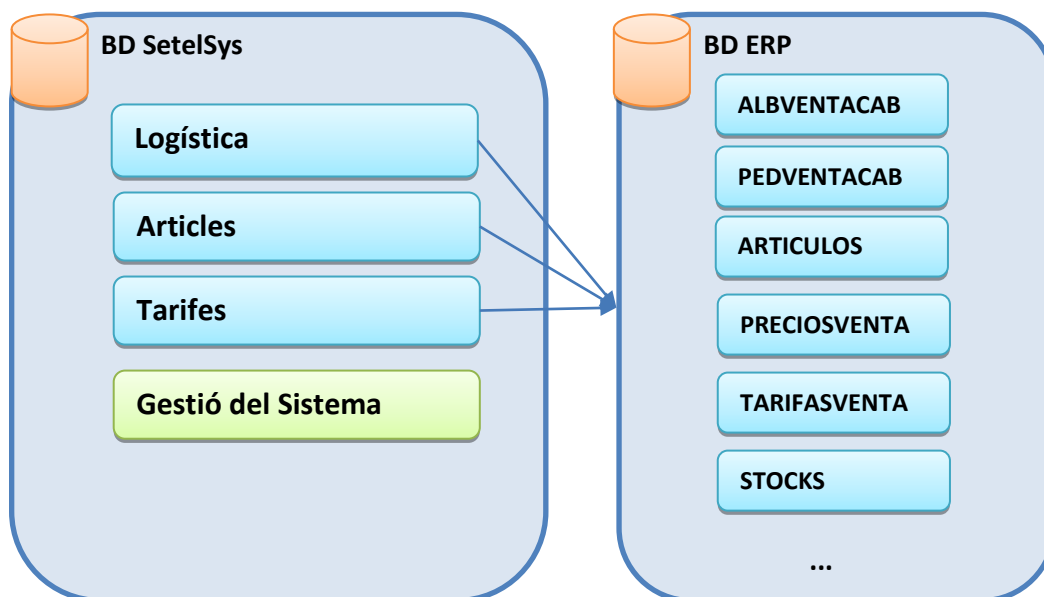 BD SetelSys
Logística
Articles
Tarifes
Gestió del Sistema
BD ERP
ALBVENTACAB
PEDVENTACAB
ARTICULOS
PRECIOSVENTA
TARIFASVENTA
STOCKS
...